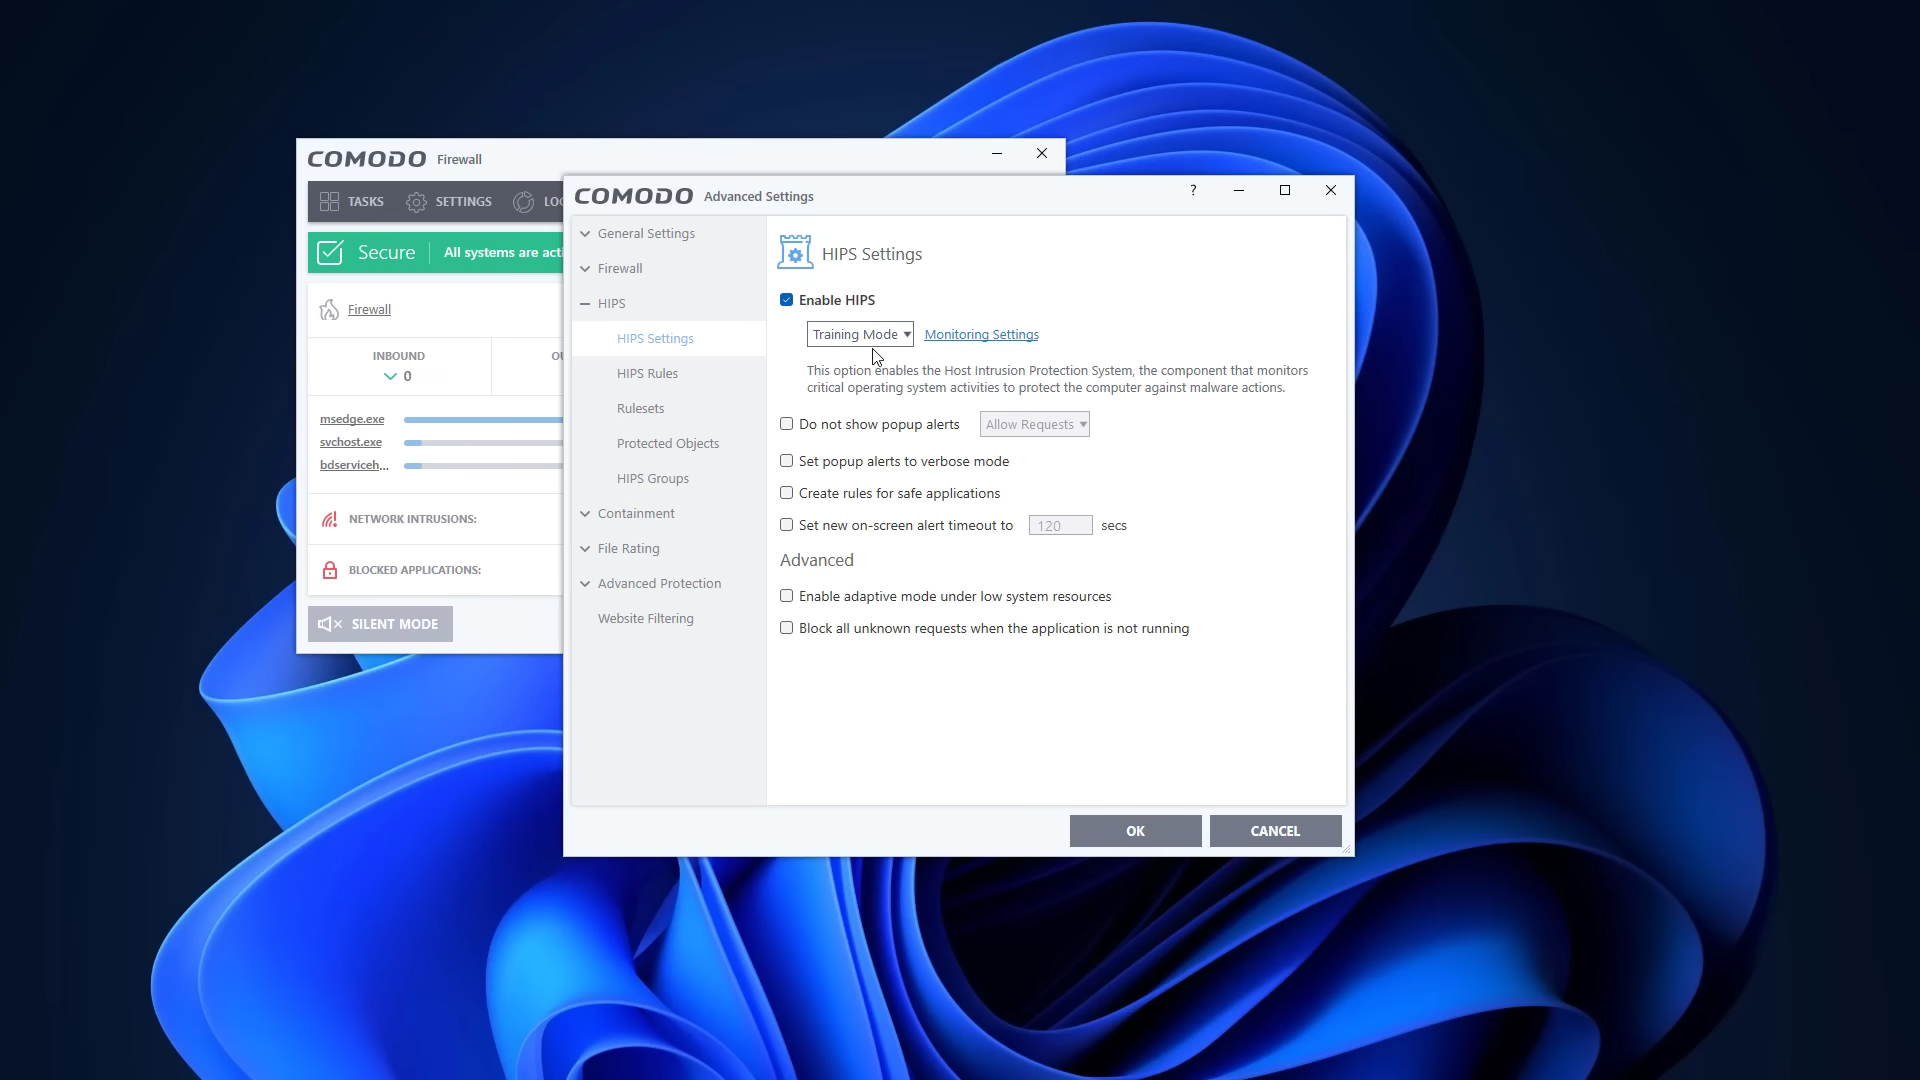 COMODO Firewall
TASKS SETTINGS
Secure All systems are
Firewall
INBOUND
0
msedge.exe
svchost.exe
bdserviceh...
NETWORK INTRUSIONS:
BLOCKED APPLICATIONS:
SILENT MODE
COMODO Advanced Settings
?
General Settings
Firewall
HIPS
HIPS Settings
HIPS Rules
Rulesets
Protected Objects
HIPS Groups
Containment
File Rating
Advanced Protection
Website Filtering
HIPS Settings
Enable HIPS
Training Mode Monitoring Settings
This option enables the Host Intrusion Protection System, the component that monitors
critical operating system activities to protect the computer against malware actions.
Do not show popup alerts Allow Requests
Set popup alerts to verbose mode
Create rules for safe applications
Set new on-screen alert timeout to 120 secs
Advanced
Enable adaptive mode under low system resources
Block all unknown requests when the application is not running
OK CANCEL